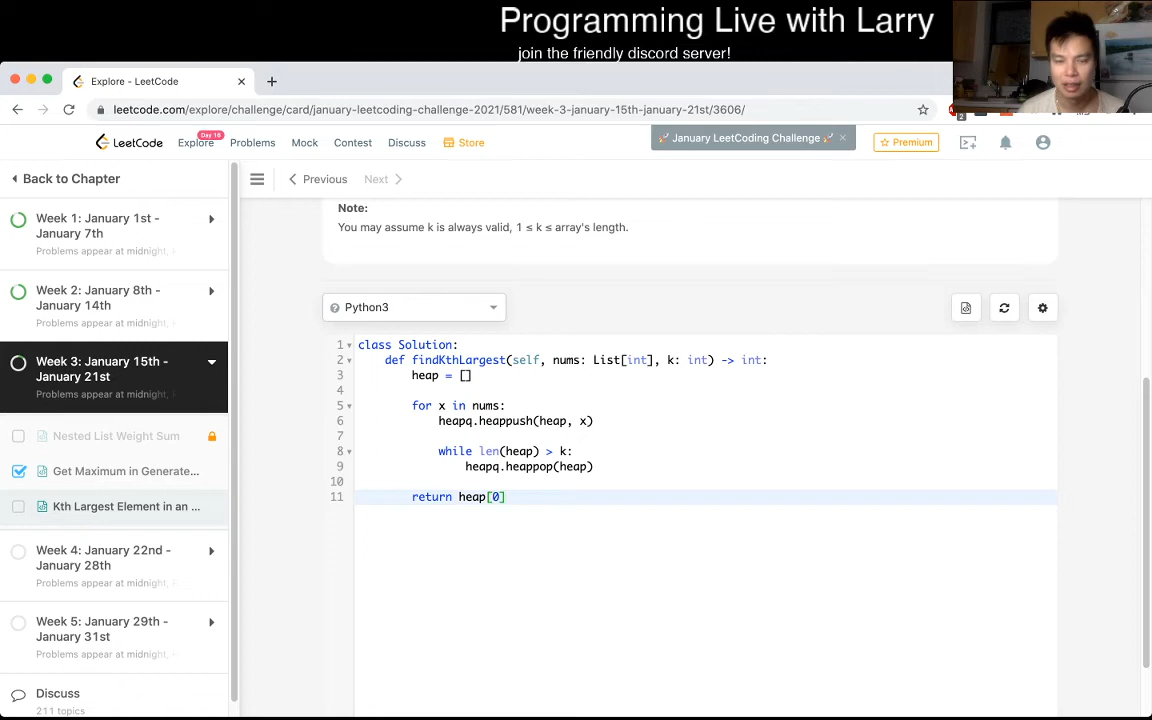 Programming Live with Larry
join the friendly discord server!
Explore - LeetCode
leetcode.com/explore/challenge/card/january-leetcoding-challenge-2021/581/week-3-january-15th-january-21st/3606/
2
LeetCode
Explore
Day 16
Problems
Mock
Contest
Discuss
Store
🚀 January LeetCoding Challenge 🚀
Premium
Back to Chapter
Previous
Next
Week 1: January 1st -
January 7th
Problems appear at midnight,
Week 2: January 8th -
January 14th
Problems appear at midnight,
Week 3: January 15th -
January 21st
Problems appear at midnight,
Nested List Weight Sum
Get Maximum in Generate...
Kth Largest Element in an ...
Week 4: January 22nd -
January 28th
Problems appear at midnight,
Week 5: January 29th -
January 31st
Problems appear at midnight,
Discuss
211 topics
Note:
You may assume k is always valid, 1 ≤ k ≤ array's length.
Python3
1 class Solution:
2 def findKthLargest(self, nums: List[int], k: int) -> int:
3 heap = []
4
5 for x in nums:
6 heapq.heappush(heap, x)
7
8 while len(heap) > k:
9 heapq.heappop(heap)
10
11 return heap[0]